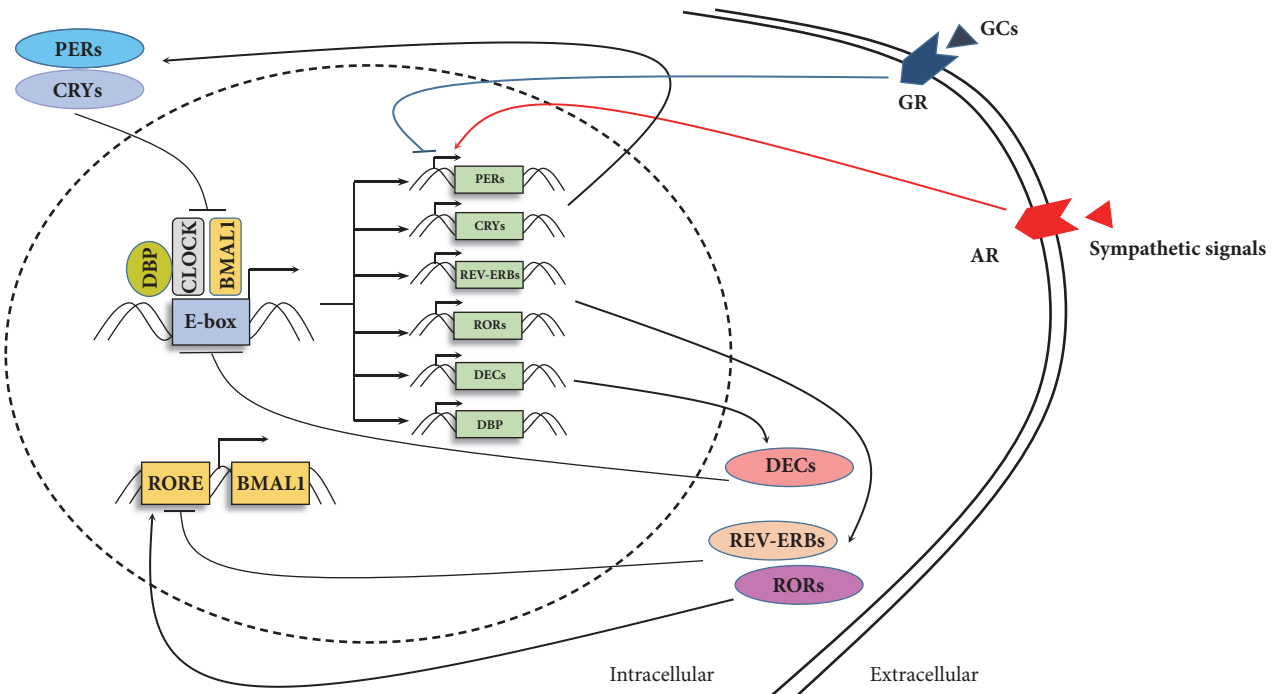 PERs
CRYs
GCs
GR
AR
Sympathetic signals
DBP
CLOCK
BMAL1
E-box
PERs
CRYs
REV-ERBs
RORs
DECs
DBP
RORE
BMAL1
DECs
REV-ERBs
RORs
Intracellular
Extracellular